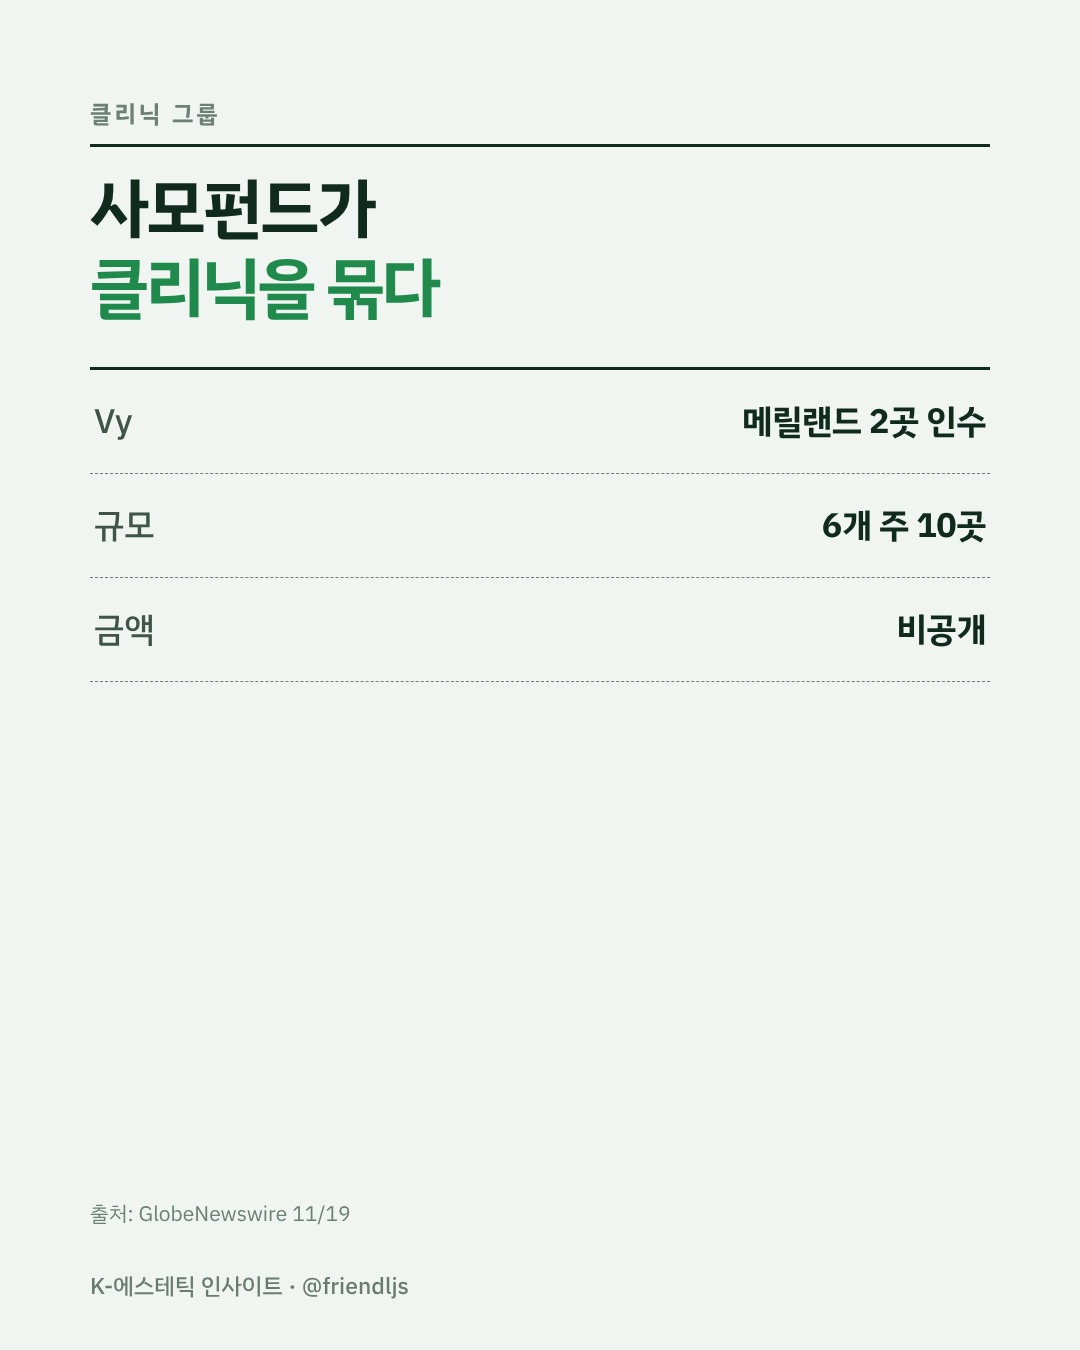 클리닉 그룹
사모펀드가
클리닉을 묶다
Vy 메릴랜드 2곳 인수
규모 6개 주 10곳
금액 비공개
출처: GlobeNewswire 11/19
K-에스테틱 인사이트 · @friendljs